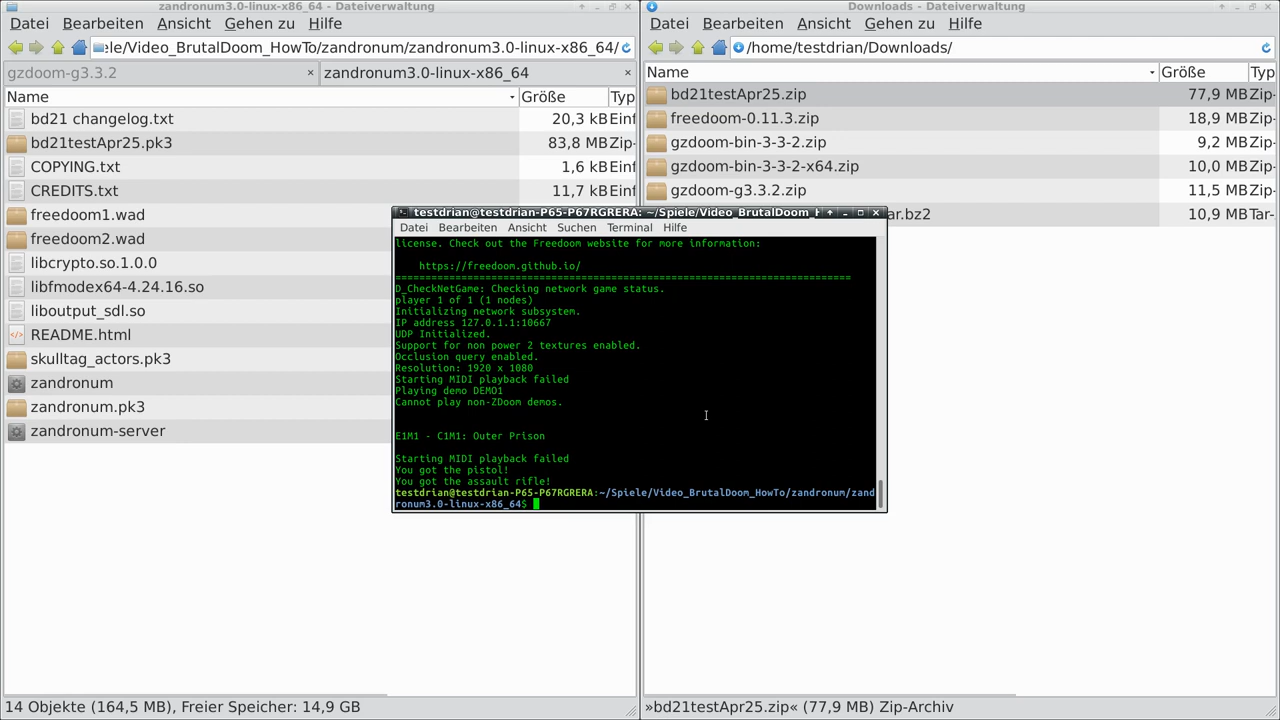 zandronum3.0-linux-x86_64 - Dateiverwaltung
Datei Bearbeiten Ansicht Gehen zu Hilfe
ele/Video_BrutalDoom_HowTo/zandronum/zandronum3.0-linux-x86_64/
gzdoom-g3.3.2 × zandronum3.0-linux-x86_64 ×
Name Größe Typ
bd21 changelog.txt 20,3 kB Einf
bd21testApr25.pk3 83,8 MB Zip-
COPYING.txt 1,6 kB Einf
CREDITS.txt 11,7 kB Einf
freedoom1.wad
freedoom2.wad
libcrypto.so.1.0.0
libfmodex64-4.24.16.so
liboutput_sdl.so
README.html
skulltag_actors.pk3
zandronum
zandronum.pk3
zandronum-server
14 Objekte (164,5 MB), Freier Speicher: 14,9 GB
Downloads - Dateiverwaltung
Datei Bearbeiten Ansicht Gehen zu Hilfe
/home/testdrian/Downloads/
Name Größe Typ
bd21testApr25.zip 77,9 MB Zip-
freedoom-0.11.3.zip 18,9 MB Zip-
gzdoom-bin-3-3-2.zip 9,2 MB Zip-
gzdoom-bin-3-3-2-x64.zip 10,0 MB Zip-
gzdoom-g3.3.2.zip 11,5 MB Zip-
ar.bz2 10,9 MB Tar-
»bd21testApr25.zip« (77,9 MB) Zip-Archiv
testdrian@testdrian-P65-P67RGRERA: ~/Spiele/Video_BrutalDoom_H
Datei Bearbeiten Ansicht Suchen Terminal Hilfe
license. Check out the Freedoom website for more information:
https://freedoom.github.io/
============================================================================
D_CheckNetGame: Checking network game status.
player 1 of 1 (1 nodes)
Initializing network subsystem.
IP address 127.0.1.1:10667
UDP Initialized.
Support for non power 2 textures enabled.
Occlusion query enabled.
Resolution: 1920 x 1080
Starting MIDI playback failed
Playing demo DEMO1
Cannot play non-ZDoom demos.
E1M1 - C1M1: Outer Prison
Starting MIDI playback failed
You got the pistol!
You got the assault rifle!
testdrian@testdrian-P65-P67RGRERA:~/Spiele/Video_BrutalDoom_HowTo/zandronum/zand
ronum3.0-linux-x86_64$